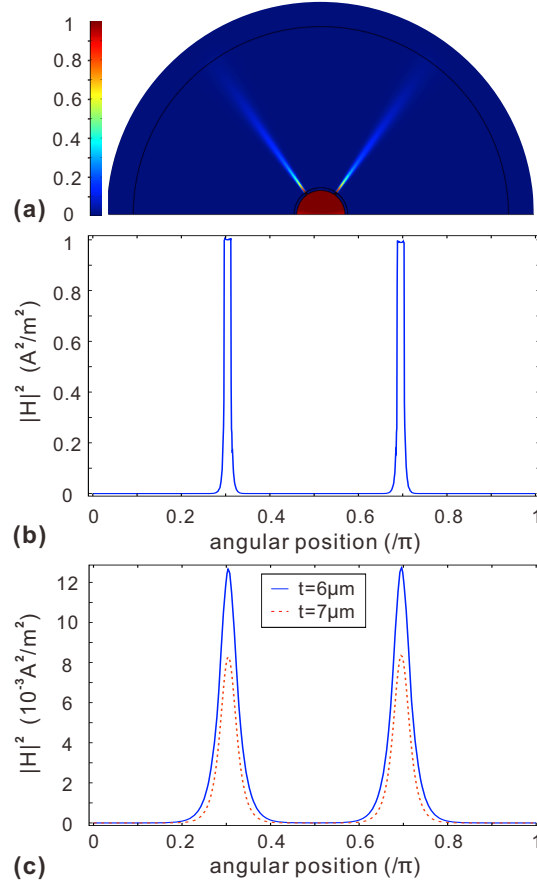 1
0.8
0.6
0.4
0.2
0
(a)
1
0.8
0.6
0.4
0.2
0
|H|² (A²/m²)
0 0.2 0.4 0.6 0.8 1
angular position (/π)
(b)
12
10
8
6
4
2
0
|H|² (10⁻³A²/m²)
t=6μm
t=7μm
0 0.2 0.4 0.6 0.8 1
angular position (/π)
(c)